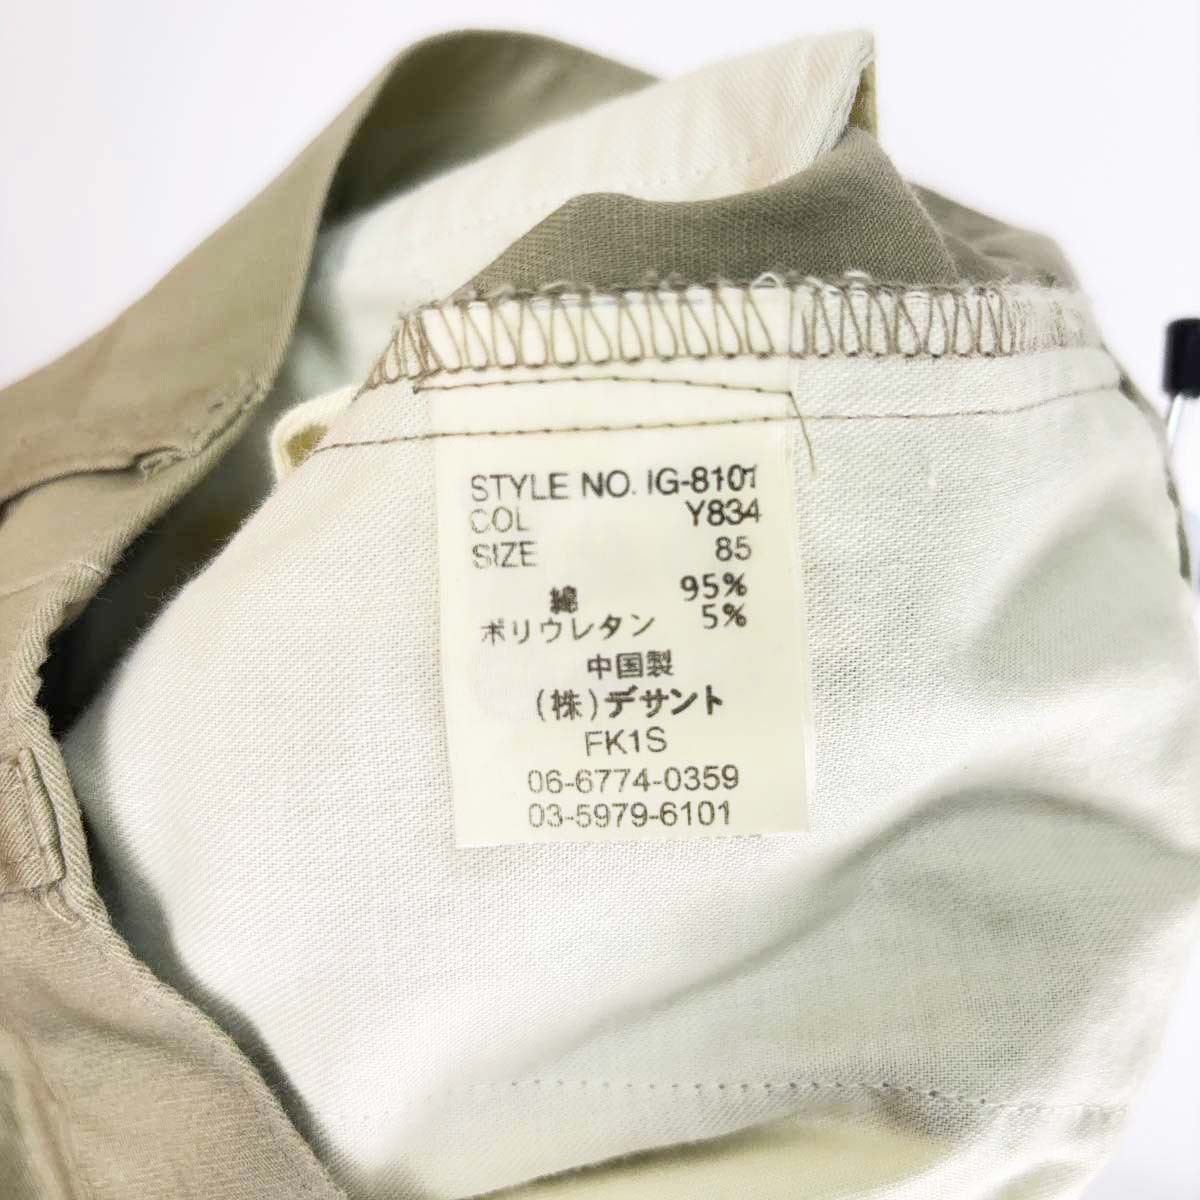 STYLE NO. IG-8101
COL Y834
SIZE 85
綿 95%
ポリウレタン 5%
中国製
(株)デサント
FK1S
06-6774-0359
03-5979-6101